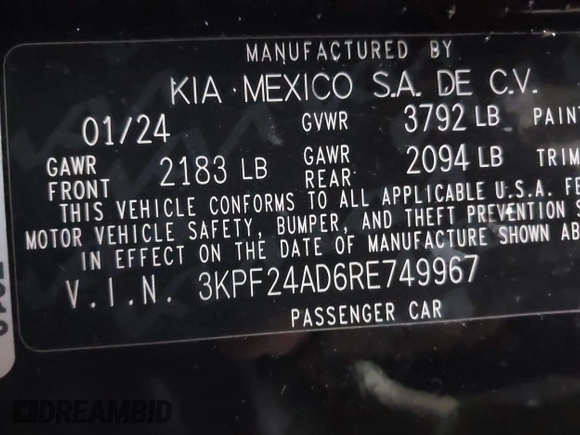 MANUFACTURED BY
KIA MEXICO S.A. DE C.V.
01/24 GVWR 3792 LB PAIN
GAWR FRONT 2183 LB GAWR REAR 2094 LB TRIM
THIS VEHICLE CONFORMS TO ALL APPLICABLE U.S.A. FE
MOTOR VEHICLE SAFETY, BUMPER, AND THEFT PREVENTION S
IN EFFECT ON THE DATE OF MANUFACTURE SHOWN AB
V.I.N. 3KPF24AD6RE749967
PASSENGER CAR
DREAMBID